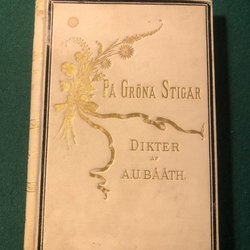 PÅ GRÖNA STIGAR
DIKTER
AF
A.U. BÅÅTH.